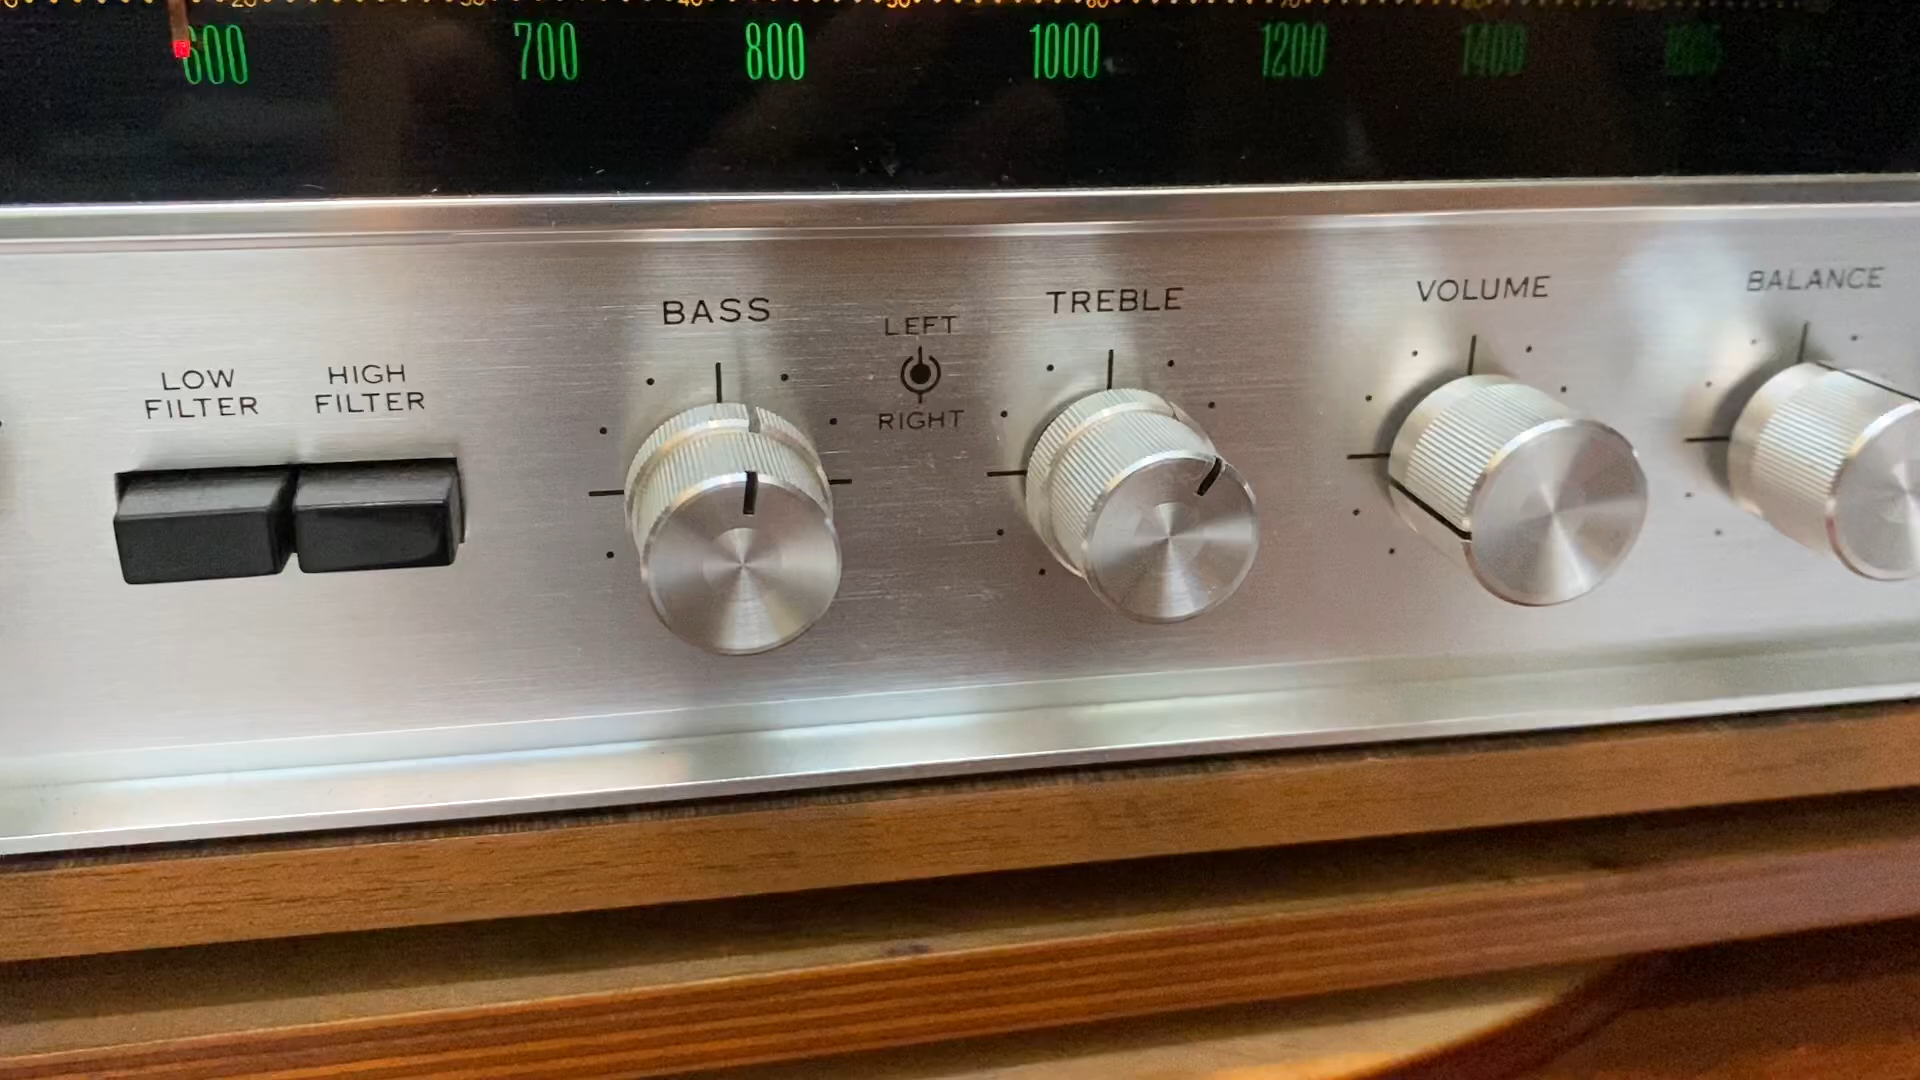 600 700 800 1000 1200 1400
BASS
LEFT
RIGHT
TREBLE
VOLUME
BALANCE
LOW
FILTER
HIGH
FILTER